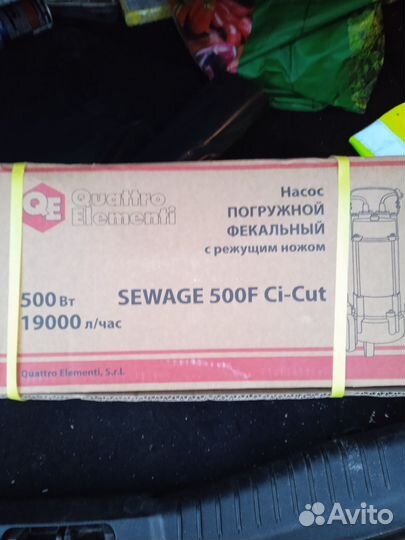 QE
Quattro
Elementi
Насос
ПОГРУЖНОЙ
ФЕКАЛЬНЫЙ
с режущим ножом
500 Вт
19000 л/час
SEWAGE 500F Ci-Cut
Quattro Elementi, S.r.l.
Avito